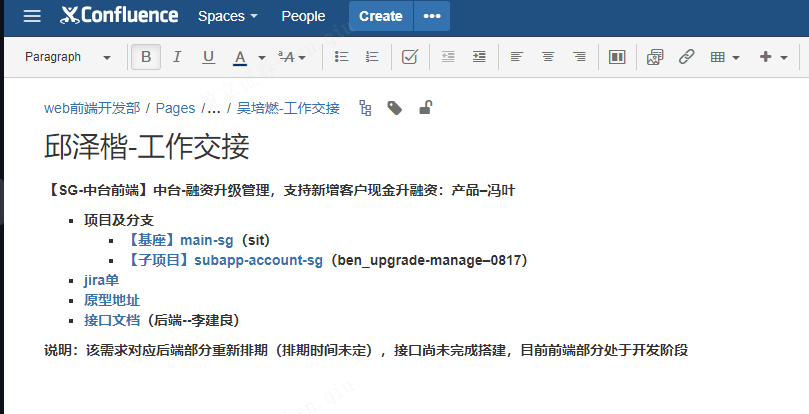 Confluence Spaces People Create •••
Paragraph B I U A ªA
web前端开发部 / Pages /... / 吴培燃-工作交接
邱泽楷-工作交接
【SG-中台前端】中台-融资升级管理，支持新增客户现金升融资：产品–冯叶
项目及分支
【基座】main-sg（sit）
【子项目】subapp-account-sg（ben_upgrade-manage–0817）
jira单
原型地址
接口文档（后端--李建良）
说明：该需求对应后端部分重新排期（排期时间未定），接口尚未完成搭建，目前前端部分处于开发阶段